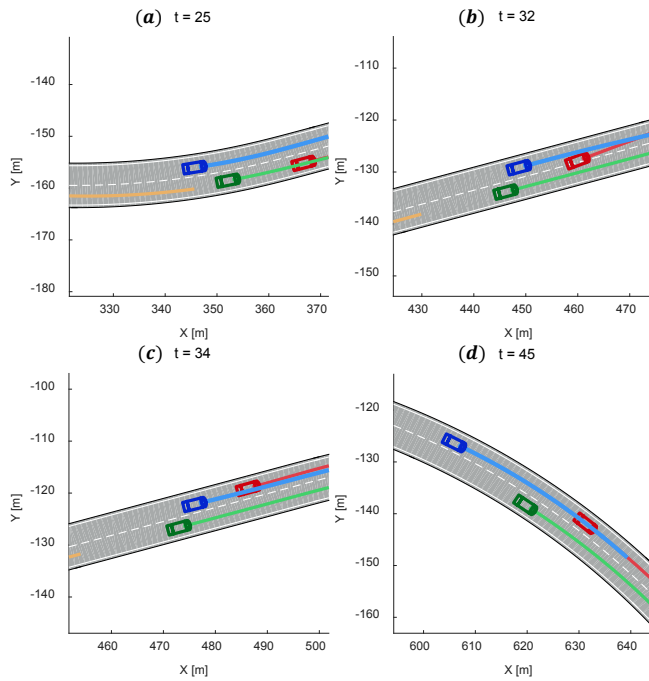 (a) t = 25
-140
-150
-160
-170
-180
Y [m]
330 340 350 360 370
X [m]
(b) t = 32
-110
-120
-130
-140
-150
Y [m]
430 440 450 460 470
X [m]
(c) t = 34
-100
-110
-120
-130
-140
Y [m]
460 470 480 490 500
X [m]
(d) t = 45
-120
-130
-140
-150
-160
Y [m]
600 610 620 630 640
X [m]